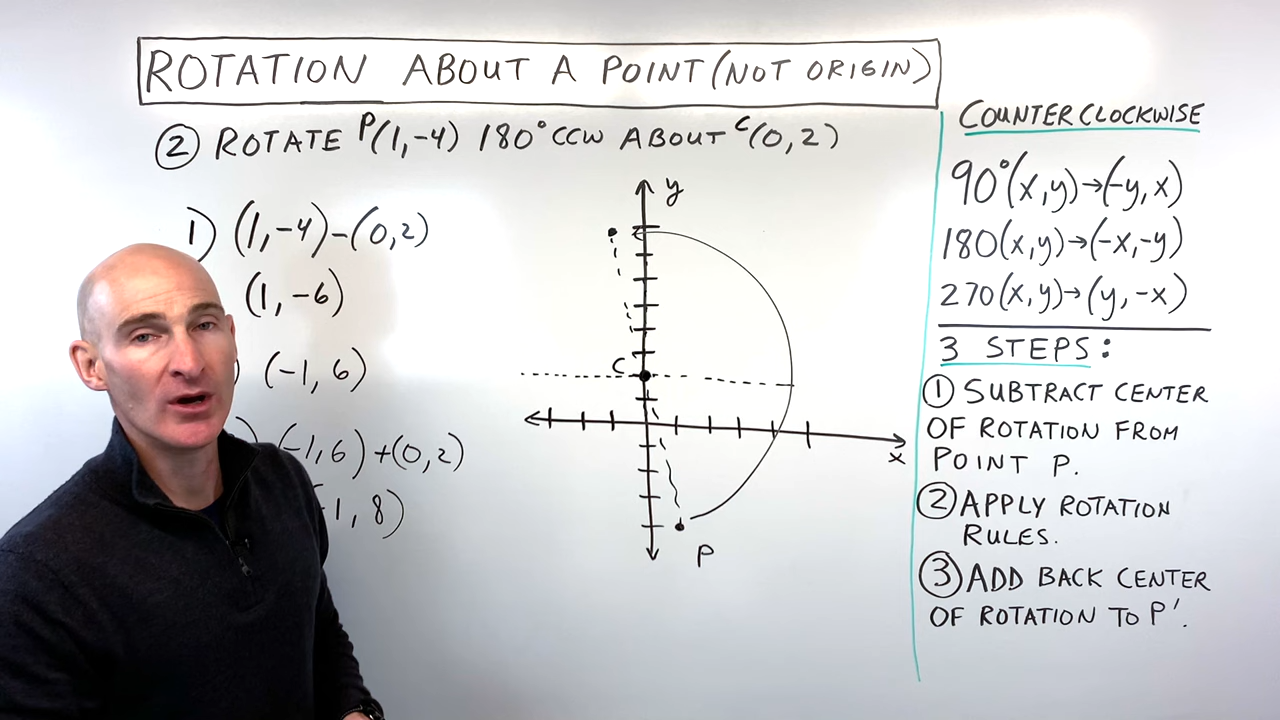 ROTATION ABOUT A POINT (NOT ORIGIN)
② ROTATE P(1,-4) 180° CCW ABOUT C(0,2)
1) (1,-4)-(0,2)
(1,-6)
) (-1,6)
) (-1,6)+(0,2)
-1,8)
y
C
x
P
COUNTERCLOCKWISE
90°(x,y)→(-y,x)
180(x,y)→(-x,-y)
270(x,y)→(y,-x)
3 STEPS:
① SUBTRACT CENTER
OF ROTATION FROM
POINT P.
② APPLY ROTATION
RULES.
③ ADD BACK CENTER
OF ROTATION TO P'.